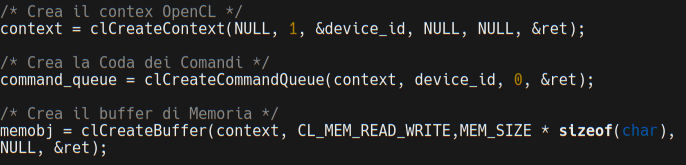 /* Crea il contex OpenCL */
context = clCreateContext(NULL, 1, &device_id, NULL, NULL, &ret);
/* Crea la Coda dei Comandi */
command_queue = clCreateCommandQueue(context, device_id, 0, &ret);
/* Crea il buffer di Memoria */
memobj = clCreateBuffer(context, CL_MEM_READ_WRITE,MEM_SIZE * sizeof(char),
NULL, &ret);